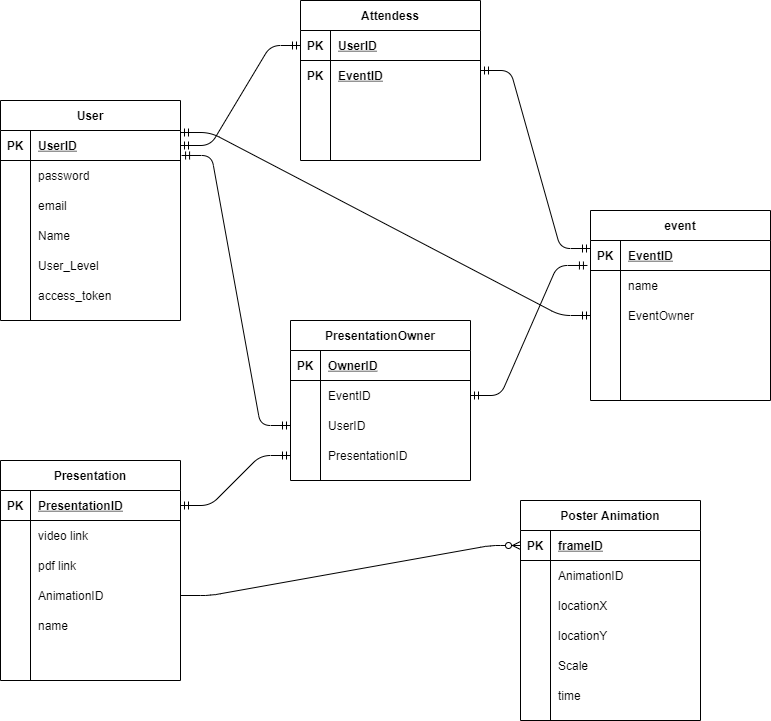 Attendess
PK UserID
PK EventID
User
PK UserID
password
email
Name
User_Level
access_token
event
PK EventID
name
EventOwner
PresentationOwner
PK OwnerID
EventID
UserID
PresentationID
Presentation
PK PresentationID
video link
pdf link
AnimationID
name
Poster Animation
PK frameID
AnimationID
locationX
locationY
Scale
time